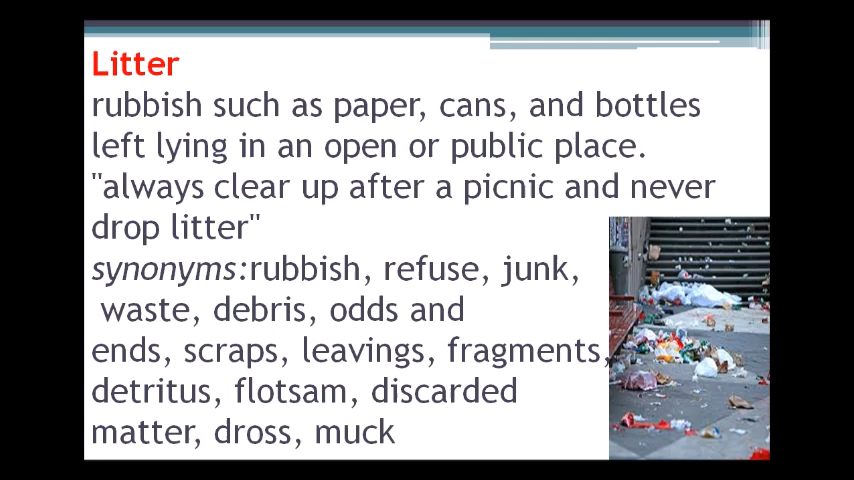 Litter
rubbish such as paper, cans, and bottles
left lying in an open or public place.
"always clear up after a picnic and never
drop litter"
synonyms:rubbish, refuse, junk,
waste, debris, odds and
ends, scraps, leavings, fragments,
detritus, flotsam, discarded
matter, dross, muck